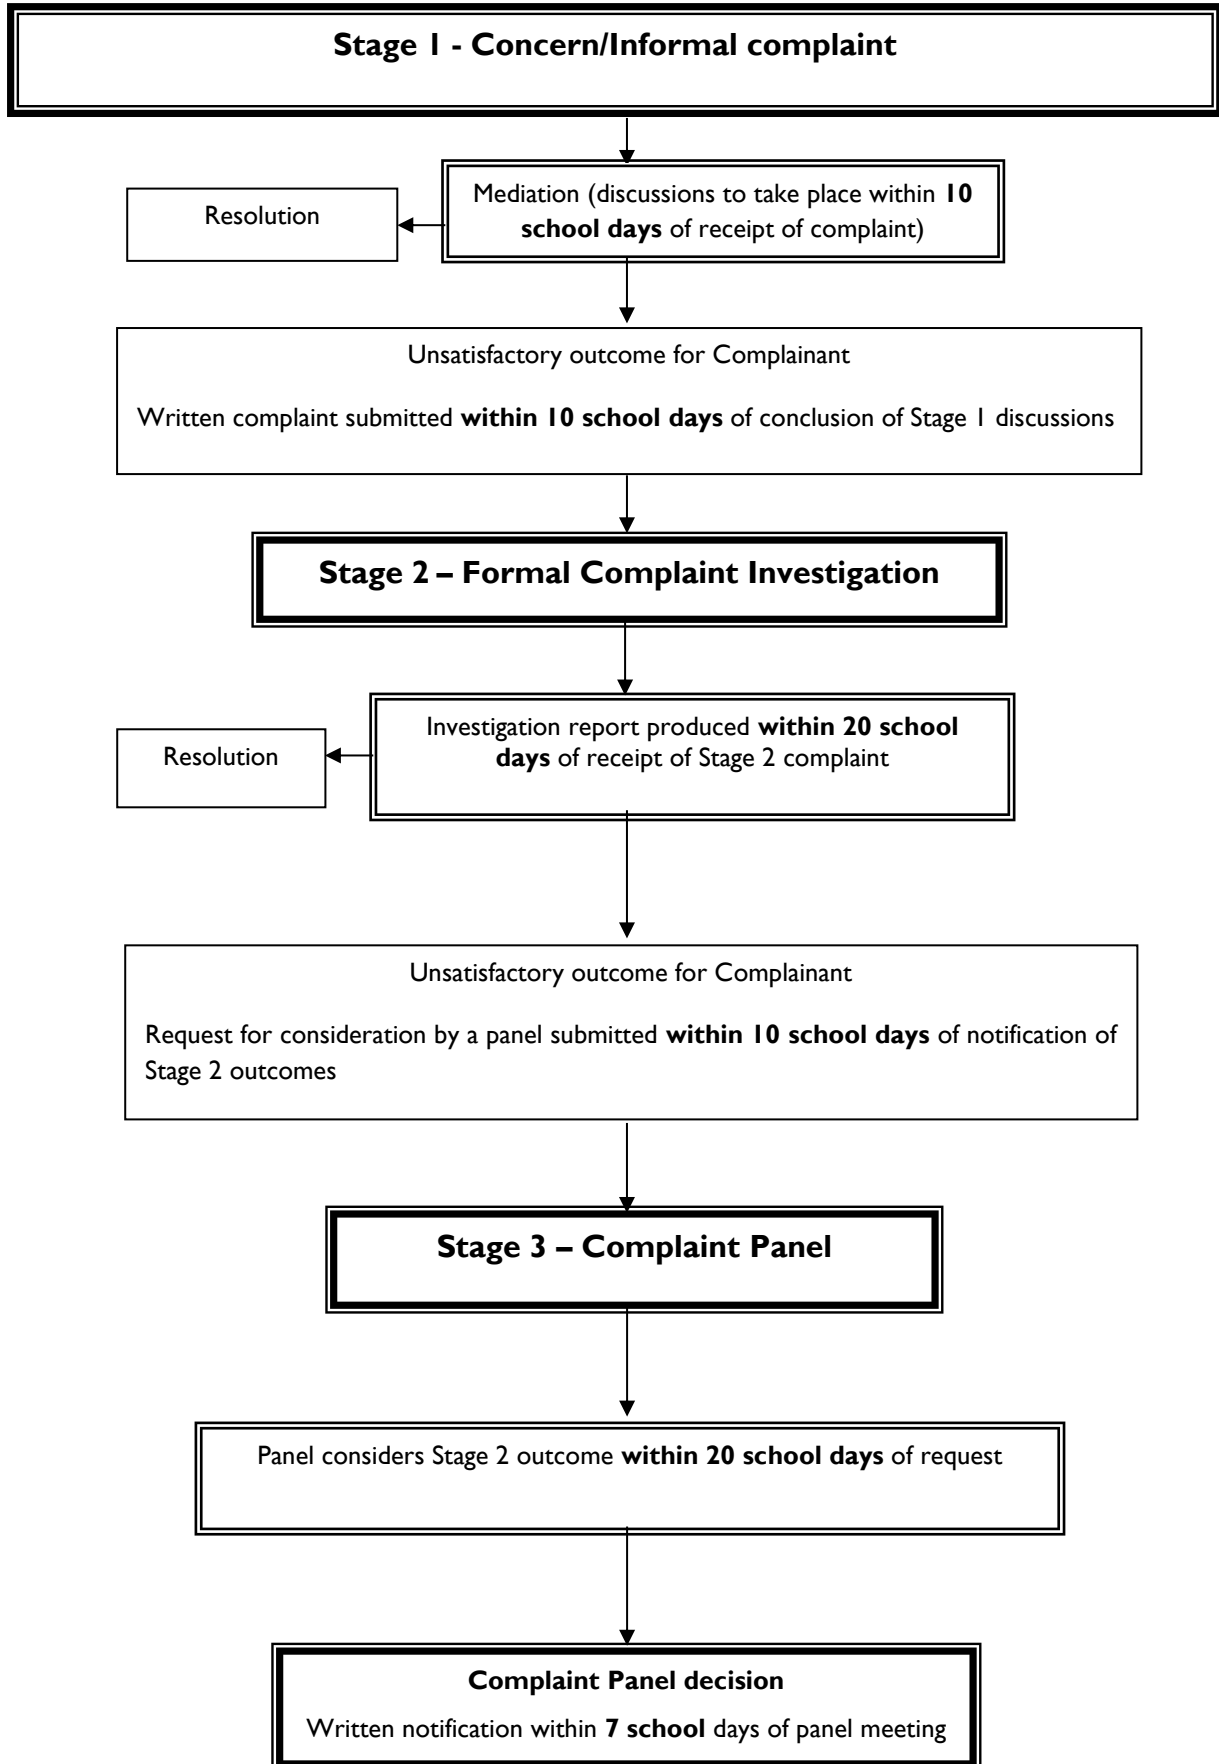 Stage 1 - Concern/Informal complaint
Mediation (discussions to take place within 10
school days of receipt of complaint)
Resolution
Unsatisfactory outcome for Complainant
Written complaint submitted within 10 school days of conclusion of Stage 1 discussions
Stage 2 – Formal Complaint Investigation
Investigation report produced within 20 school
days of receipt of Stage 2 complaint
Resolution
Unsatisfactory outcome for Complainant
Request for consideration by a panel submitted within 10 school days of notification of
Stage 2 outcomes
Stage 3 – Complaint Panel
Panel considers Stage 2 outcome within 20 school days of request
Complaint Panel decision
Written notification within 7 school days of panel meeting